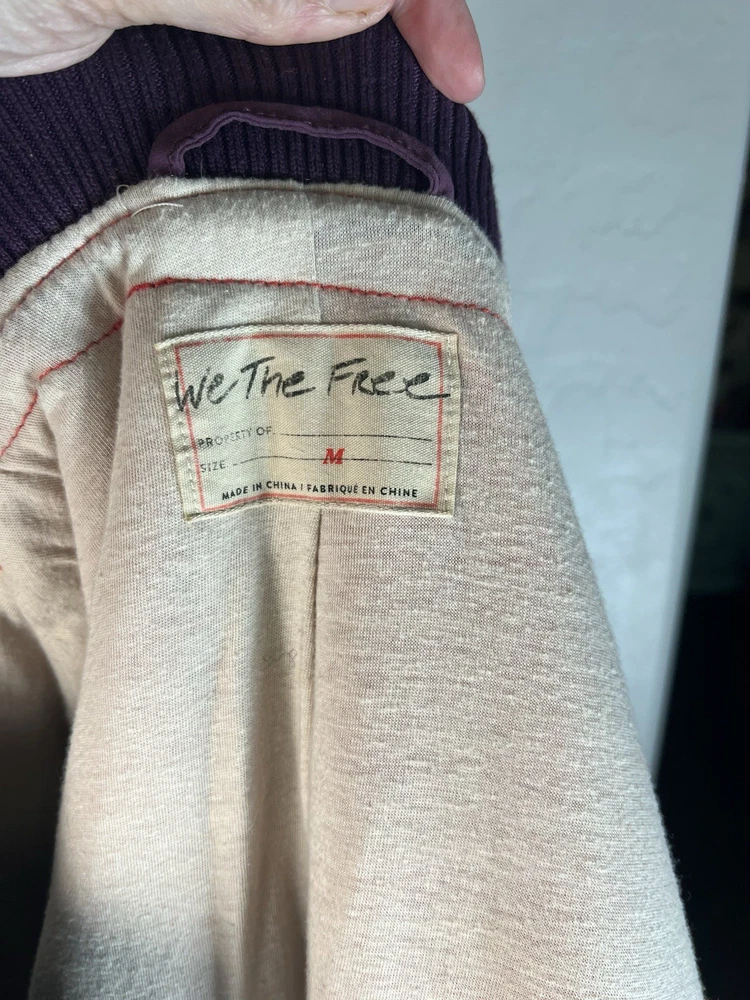 We The Free
PROPERTY OF.
SIZE M
MADE IN CHINA / FABRIQUÉ EN CHINE